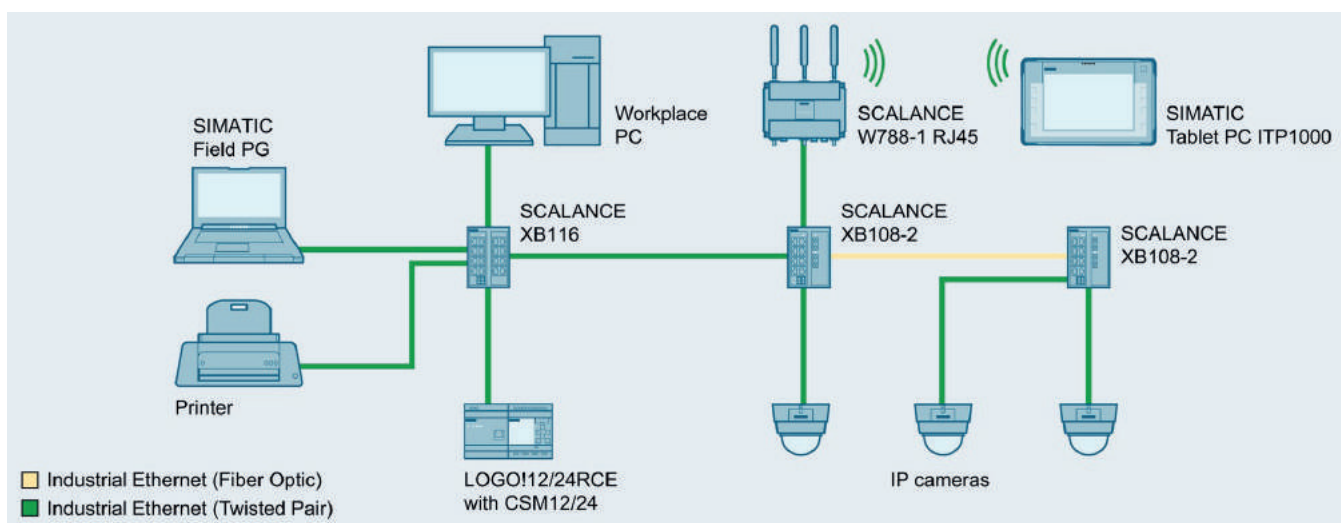 SIMATIC
Field PG
Workplace
PC
SCALANCE
W788-1 RJ45
SIMATIC
Tablet PC ITP1000
SCALANCE
XB116
SCALANCE
XB108-2
SCALANCE
XB108-2
Printer
LOGO!12/24RCE
with CSM12/24
IP cameras
Industrial Ethernet (Fiber Optic)
Industrial Ethernet (Twisted Pair)